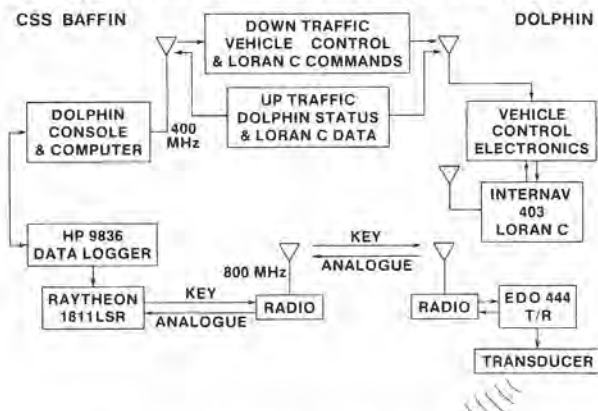 CSS BAFFIN
DOLPHIN
DOWN TRAFFIC
VEHICLE CONTROL
& LORAN C COMMANDS
UP TRAFFIC
DOLPHIN STATUS
& LORAN C DATA
DOLPHIN
CONSOLE
& COMPUTER
400
MHz
VEHICLE
CONTROL
ELECTRONICS
INTERNAV
403
LORAN C
HP 9836
DATA LOGGER
800 MHz
KEY
ANALOGUE
RAYTHEON
1811LSR
KEY
ANALOGUE
RADIO
RADIO
EDO 444
T/R
TRANSDUCER